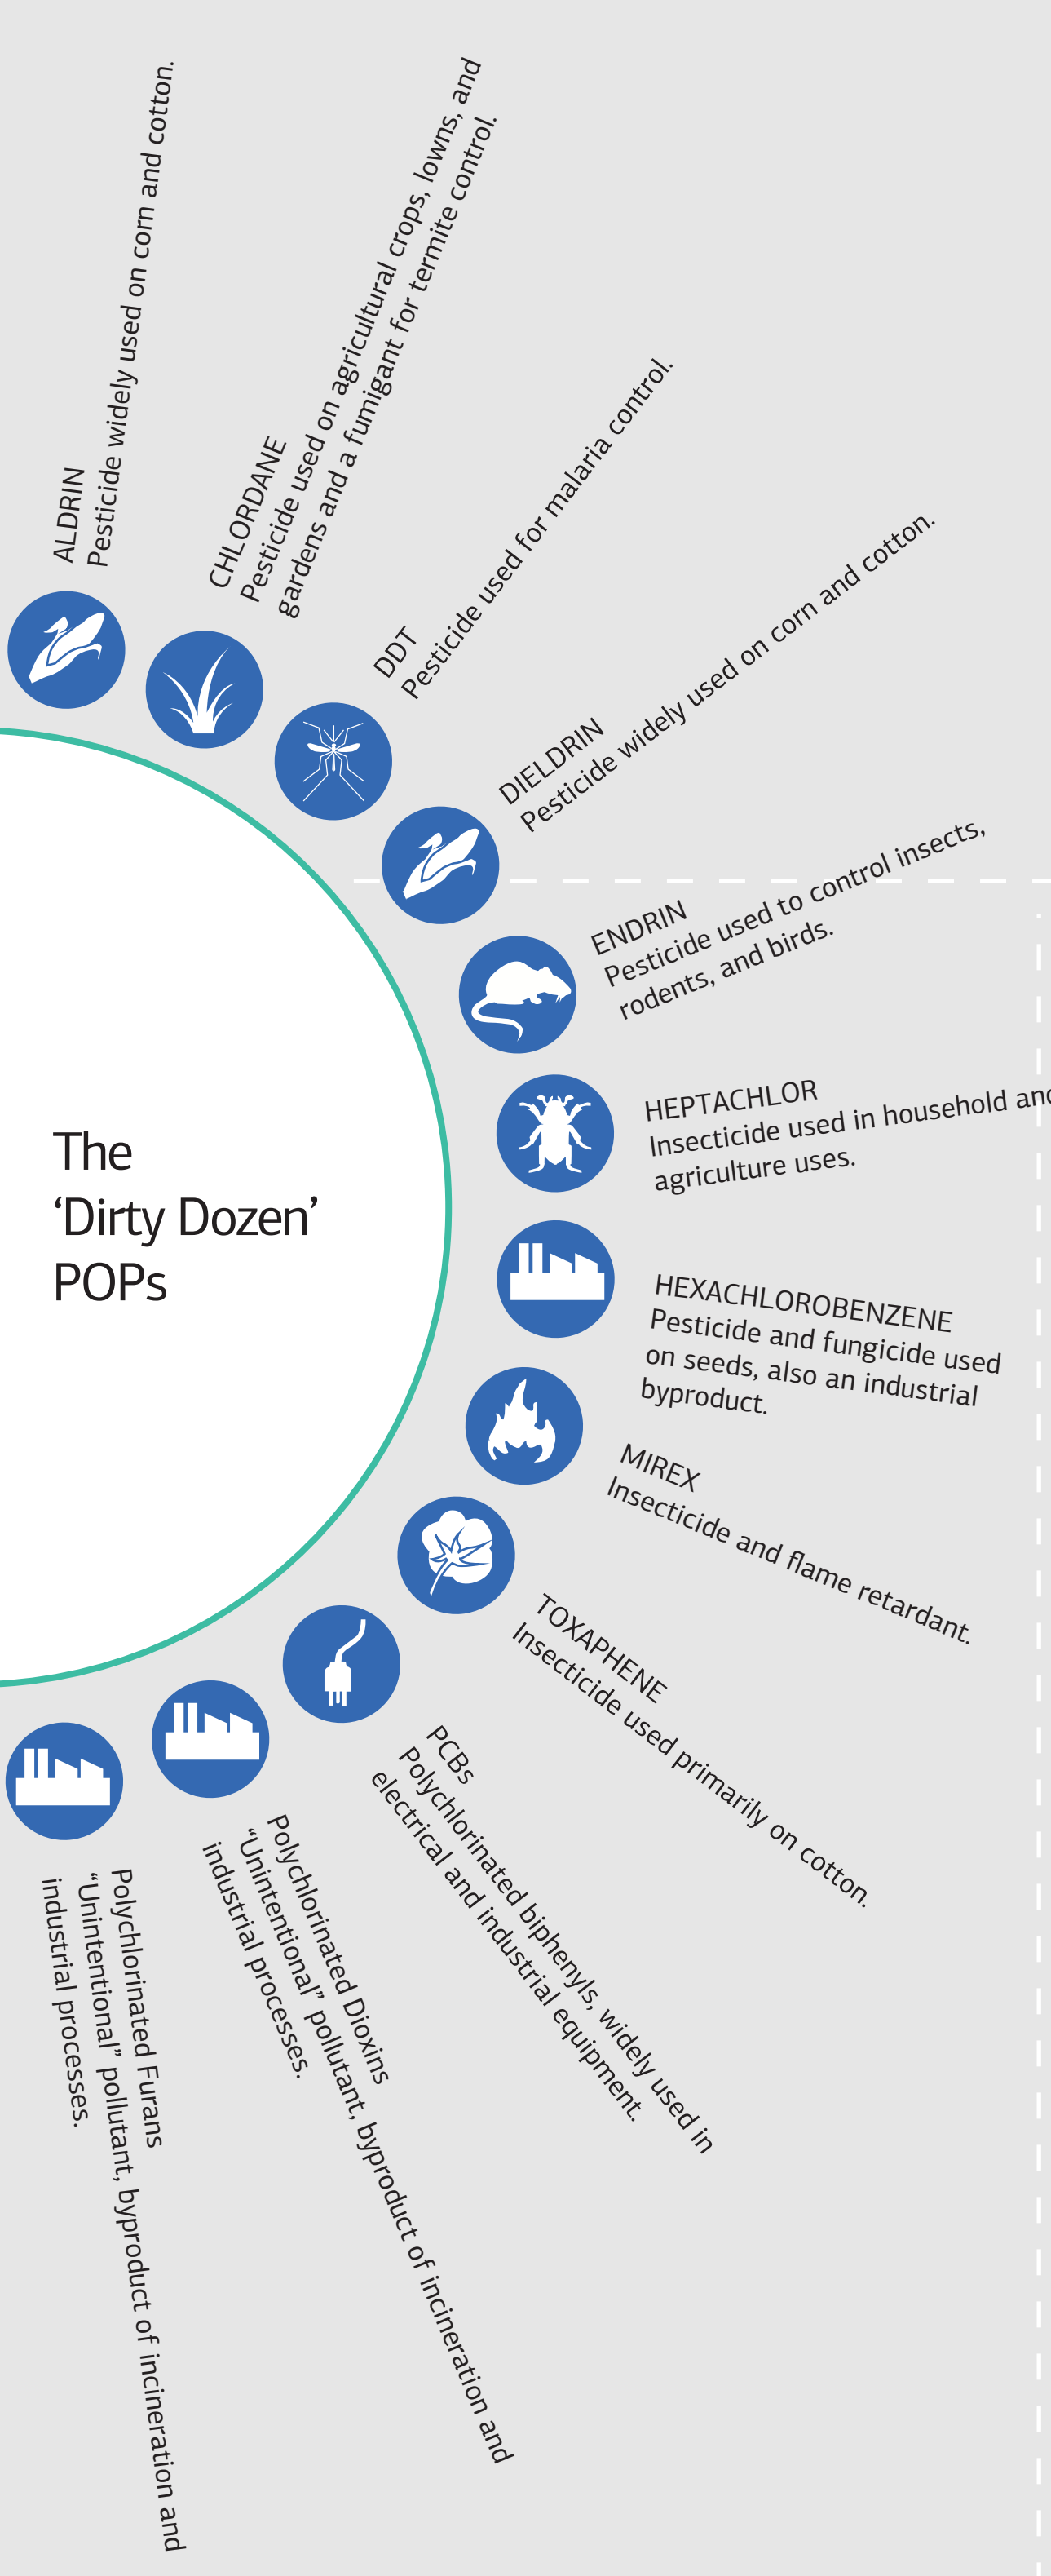 The
‘Dirty Dozen’
POPs
ALDRIN
Pesticide widely used on corn and cotton.
CHLORDANE
Pesticide used on agricultural crops, lowns, and
gardens and a fumigant for termite control.
DDT
Pesticide used for malaria control.
DIELDRIN
Pesticide widely used on corn and cotton.
ENDRIN
Pesticide used to control insects,
rodents, and birds.
HEPTACHLOR
Insecticide used in household and
agriculture uses.
HEXACHLOROBENZENE
Pesticide and fungicide used
on seeds, also an industrial
byproduct.
MIREX
Insecticide and flame retardant.
TOXAPHENE
Insecticide used primarily on cotton.
PCBs
Polychlorinated biphenyls, widely used in
electrical and industrial equipment.
Polychlorinated Dioxins
“Unintentional” pollutant, byproduct of incineration and
industrial processes.
Polychlorinated Furans
“Unintentional” pollutant, byproduct of incineration and
industrial processes.